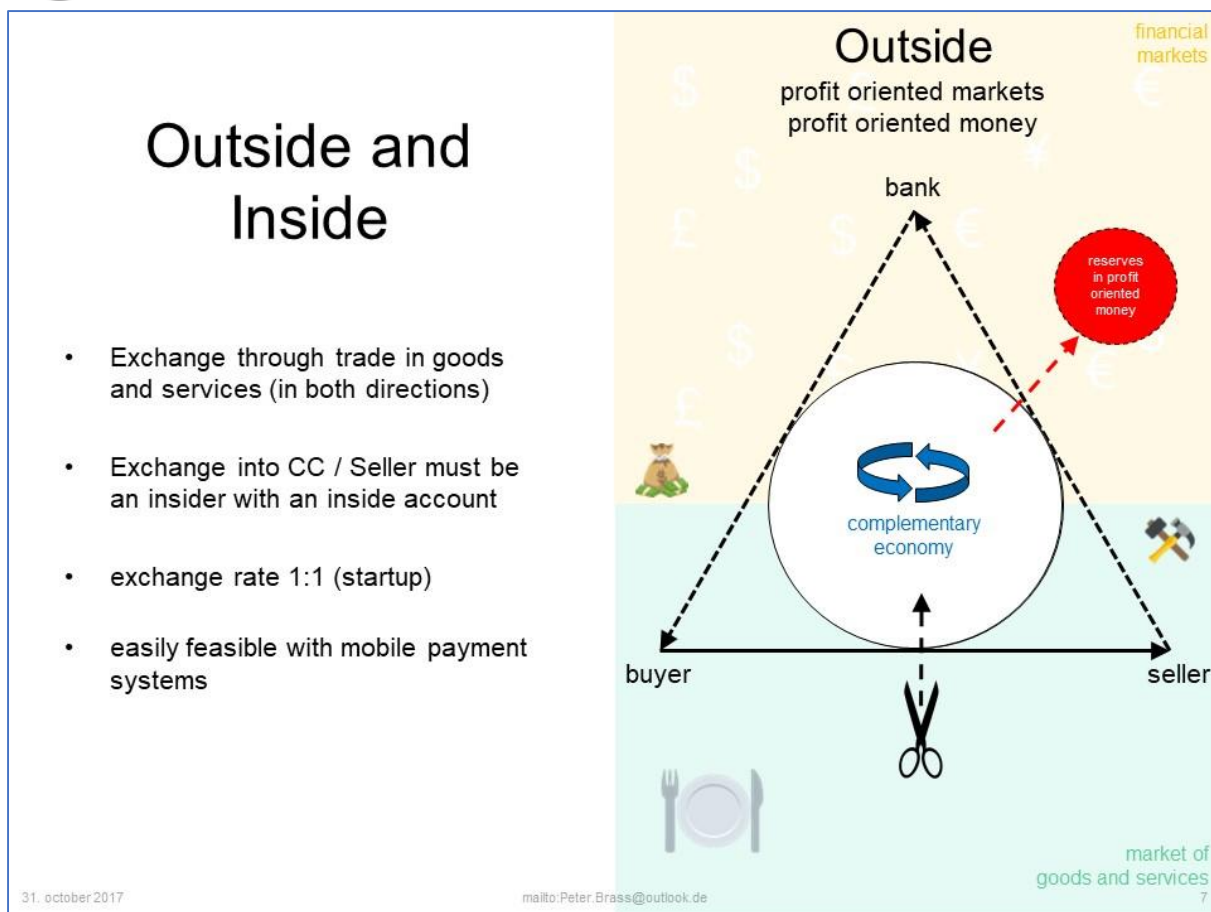 Outside and
Inside
• Exchange through trade in goods
and services (in both directions)
• Exchange into CC / Seller must be
an insider with an inside account
• exchange rate 1:1 (startup)
• easily feasible with mobile payment
systems
Outside
profit oriented markets
profit oriented money
financial
markets
bank
reserves
in profit
oriented
money
complementary
economy
buyer
seller
market of
goods and services
31. october 2017
mailto:Peter.Brass@outlook.de
7